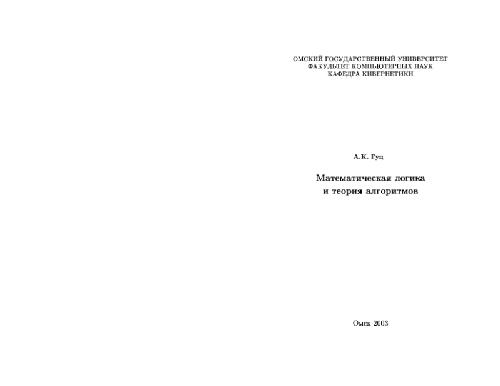 ОМСКИЙ ГОСУДАРСТВЕННЫЙ УНИВЕРСИТЕТ
ФАКУЛЬТЕТ КОМПЬЮТЕРНЫХ НАУК
КАФЕДРА КИБЕРНЕТИКИ
А.К. Гуц
Математическая логика
и теория алгоритмов
Омск 2003